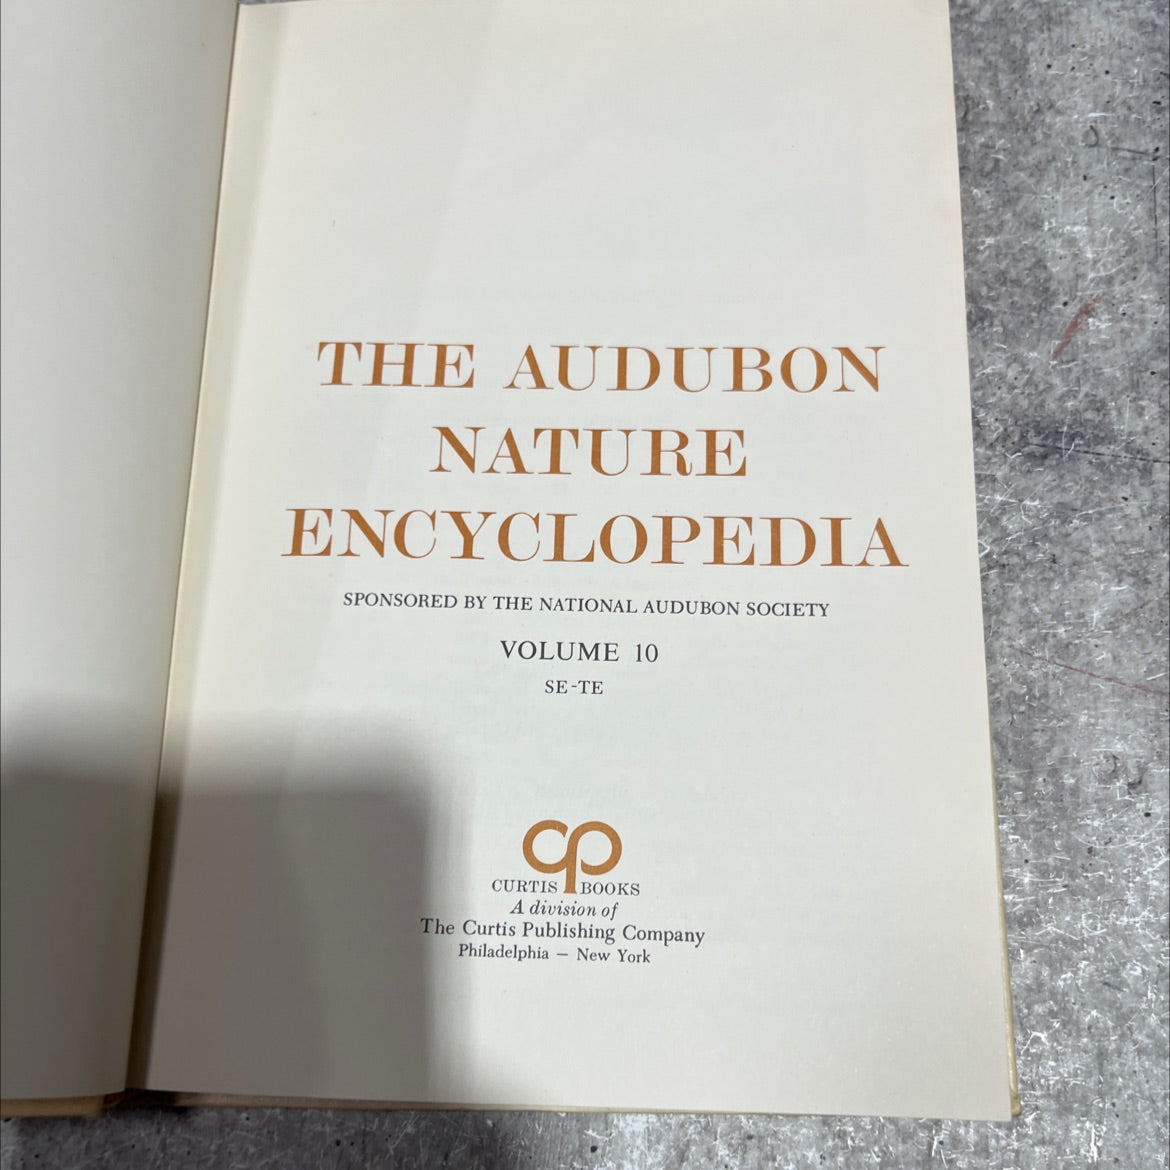 THE AUDUBON
NATURE
ENCYCLOPEDIA
SPONSORED BY THE NATIONAL AUDUBON SOCIETY
VOLUME 10
SE-TE
cp
CURTIS BOOKS
A division of
The Curtis Publishing Company
Philadelphia — New York